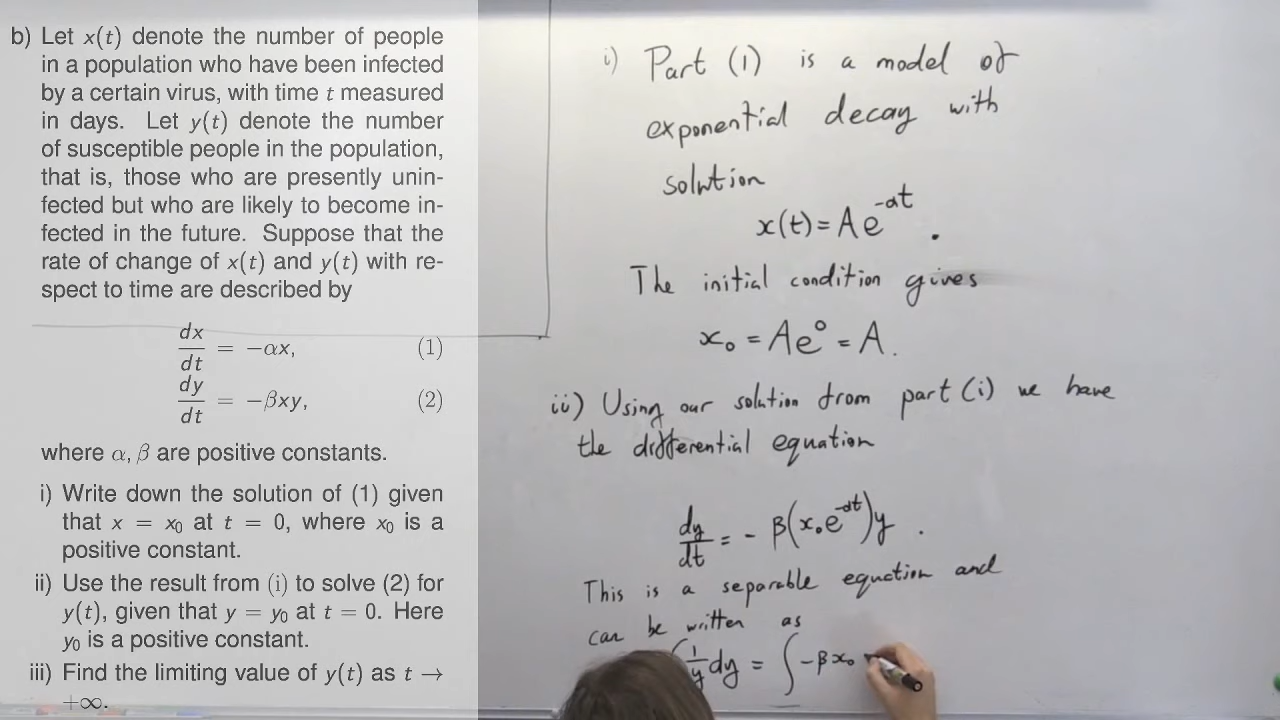 b) Let x(t) denote the number of people
in a population who have been infected
by a certain virus, with time t measured
in days. Let y(t) denote the number
of susceptible people in the population,
that is, those who are presently unin-
fected but who are likely to become in-
fected in the future. Suppose that the
rate of change of x(t) and y(t) with re-
spect to time are described by
dx/dt = -αx, (1)
dy/dt = -βxy, (2)
where α, β are positive constants.
i) Write down the solution of (1) given
that x = x₀ at t = 0, where x₀ is a
positive constant.
ii) Use the result from (i) to solve (2) for
y(t), given that y = y₀ at t = 0. Here
y₀ is a positive constant.
iii) Find the limiting value of y(t) as t →
+∞.
i) Part (1) is a model of
exponential decay with
solution
x(t) = Ae^{-αt}.
The initial condition gives
x₀ = Ae⁰ = A.
ii) Using our solution from part (i) we have
the differential equation
dy/dt = -β(x₀e^{-αt})y.
This is a separable equation and
can be written as
∫ 1/y dy = ∫ -βx₀